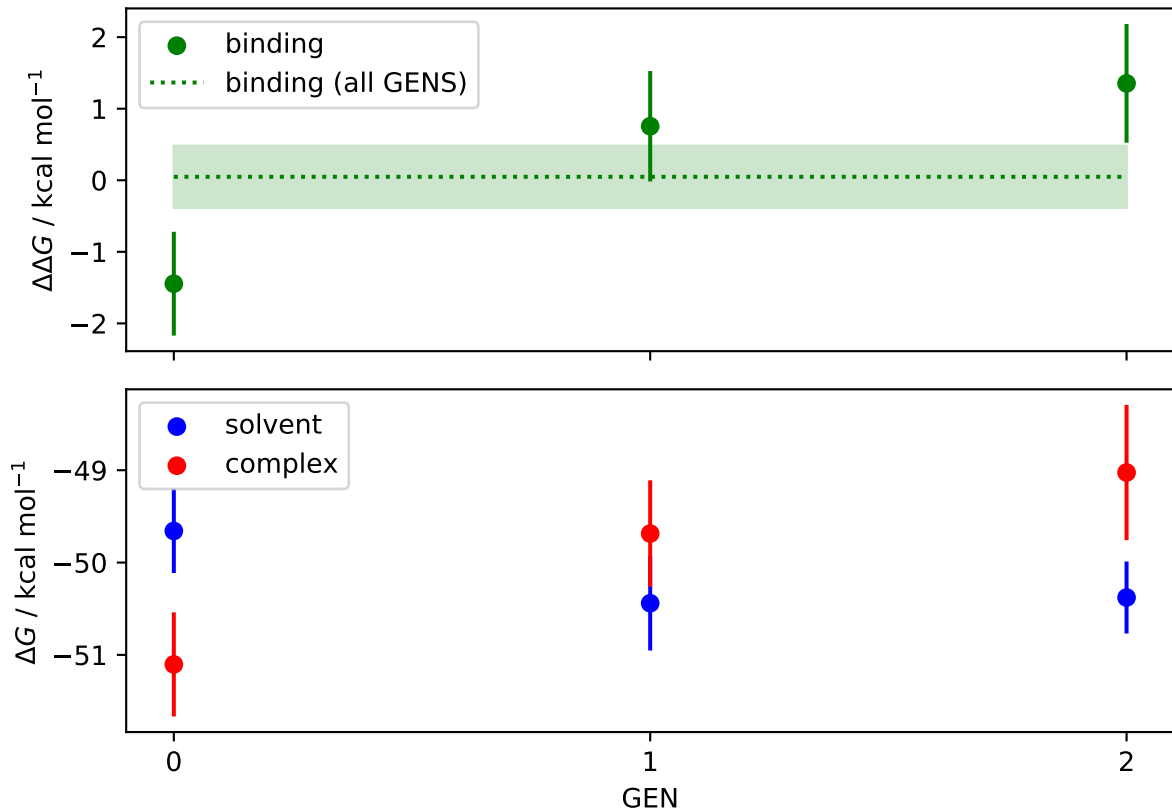 binding
binding (all GENS)
ΔΔG / kcal mol⁻¹
2
1
0
−1
−2
solvent
complex
ΔG / kcal mol⁻¹
−49
−50
−51
0
1
2
GEN